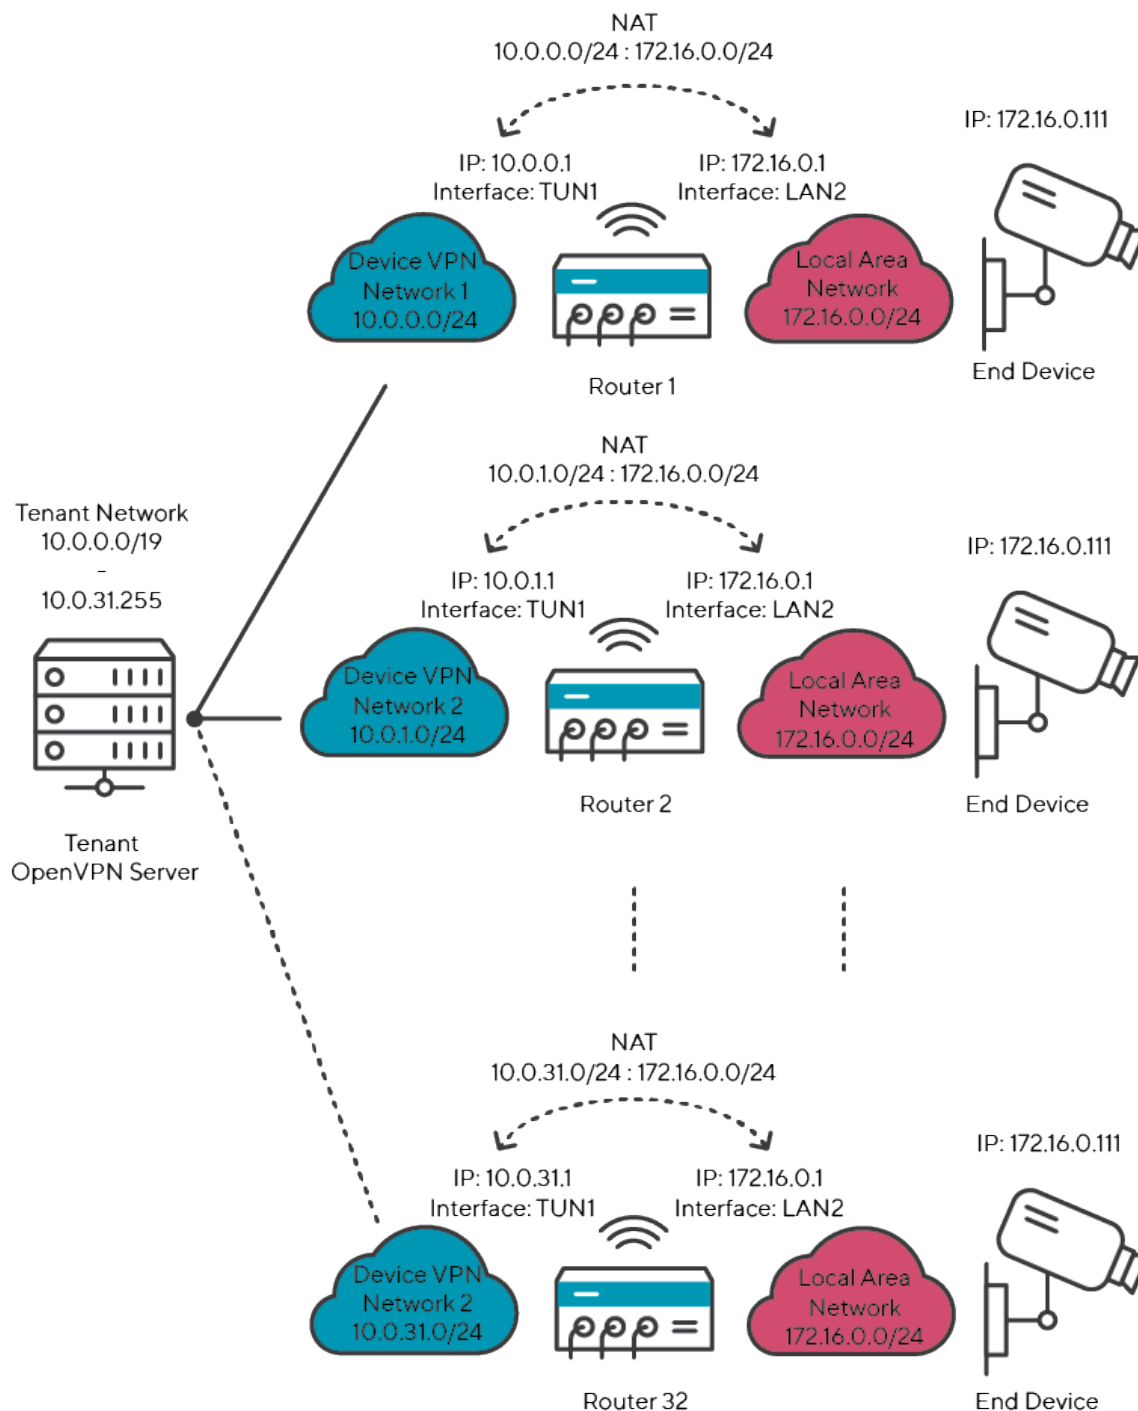 NAT
10.0.0.0/24 : 172.16.0.0/24
IP: 172.16.0.111
IP: 10.0.0.1
Interface: TUN1
IP: 172.16.0.1
Interface: LAN2
Device VPN
Network 1
10.0.0.0/24
Local Area
Network
172.16.0.0/24
Router 1
End Device
NAT
10.0.1.0/24 : 172.16.0.0/24
Tenant Network
10.0.0.0/19
-
10.0.31.255
IP: 172.16.0.111
IP: 10.0.1.1
Interface: TUN1
IP: 172.16.0.1
Interface: LAN2
Device VPN
Network 2
10.0.1.0/24
Local Area
Network
172.16.0.0/24
Router 2
End Device
Tenant
OpenVPN Server
NAT
10.0.31.0/24 : 172.16.0.0/24
IP: 172.16.0.111
IP: 10.0.31.1
Interface: TUN1
IP: 172.16.0.1
Interface: LAN2
Device VPN
Network 2
10.0.31.0/24
Local Area
Network
172.16.0.0/24
Router 32
End Device